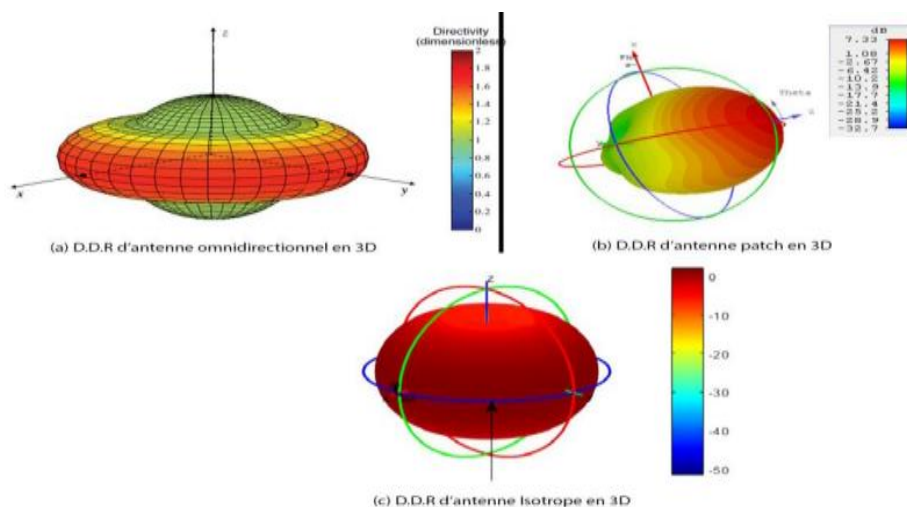 z
x
y
Directivity
(dimensionless)
2
1.8
1.6
1.4
1.2
1
0.8
0.6
0.4
0.2
0
(a) D.D.R d'antenne omnidirectionnel en 3D
Theta
dB
7.33
1.08
-2.67
-6.42
-10.2
-13.9
-17.7
-21.4
-25.2
-28.9
-32.7
(b) D.D.R d'antenne patch en 3D
Z
0
-10
-20
-30
-40
-50
(c) D.D.R d'antenne Isotrope en 3D